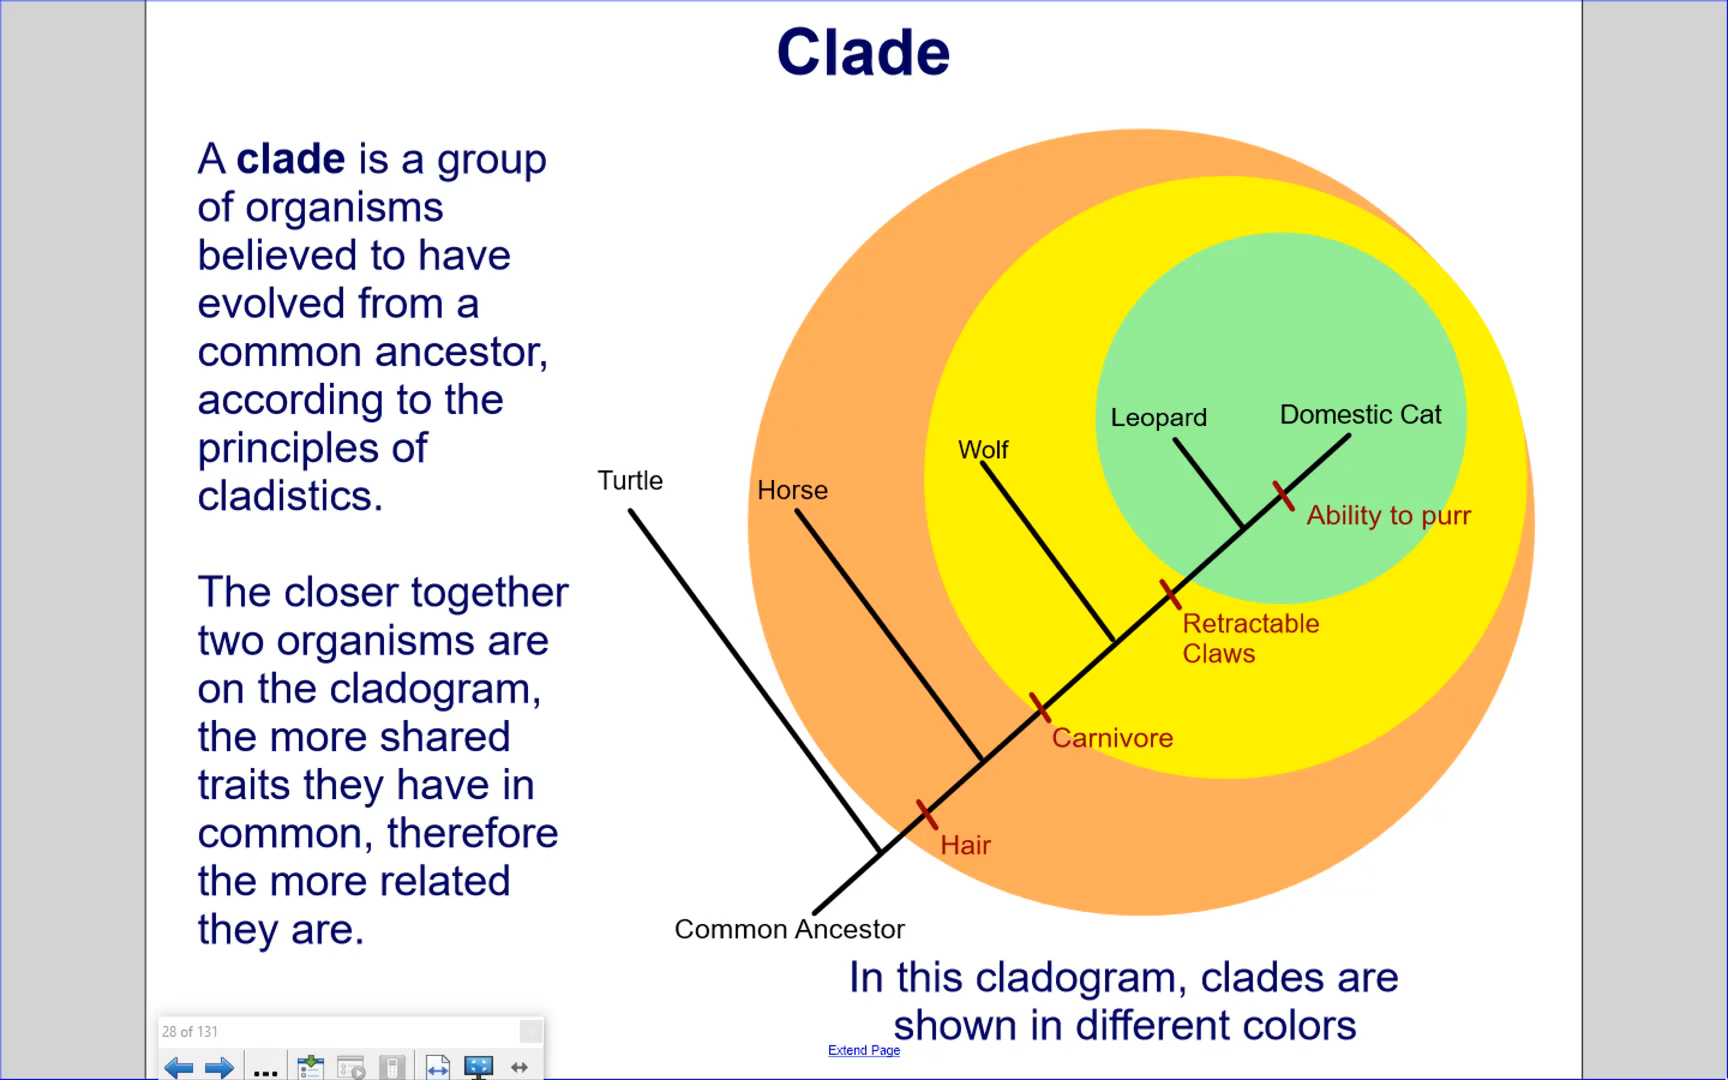 Clade
A clade is a group
of organisms
believed to have
evolved from a
common ancestor,
according to the
principles of
cladistics.
The closer together
two organisms are
on the cladogram,
the more shared
traits they have in
common, therefore
the more related
they are.
Turtle
Horse
Wolf
Leopard
Domestic Cat
Ability to purr
Retractable
Claws
Carnivore
Hair
Common Ancestor
In this cladogram, clades are
shown in different colors
Extend Page
28 of 131
...